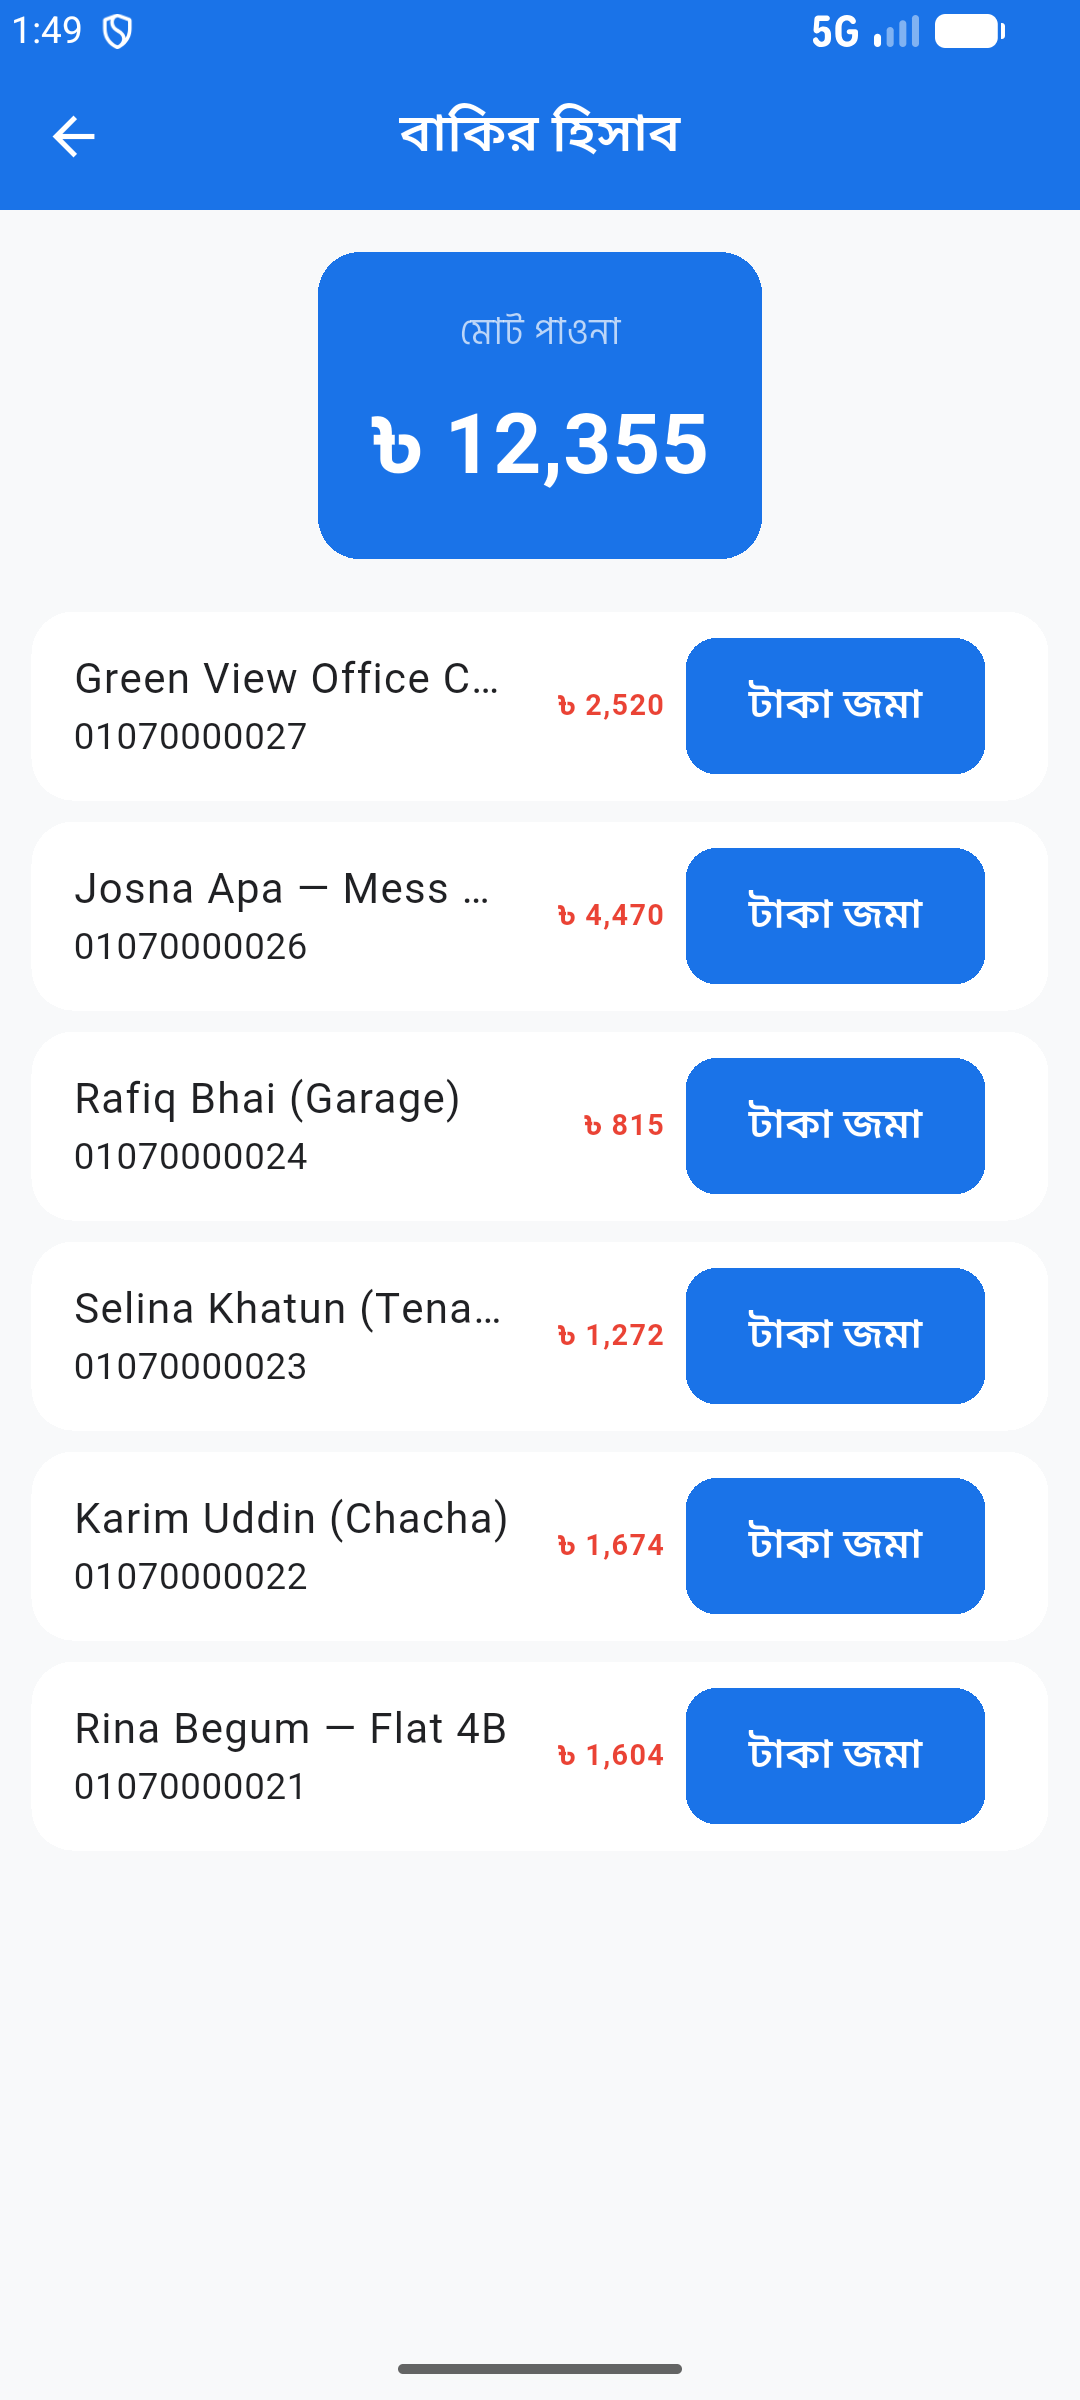 1:49
5G
বাকির হিসাব
মোট পাওনা
৳ 12,355
Green View Office C...
01070000027
৳ 2,520
টাকা জমা
Josna Apa — Mess ...
01070000026
৳ 4,470
টাকা জমা
Rafiq Bhai (Garage)
01070000024
৳ 815
টাকা জমা
Selina Khatun (Tena...
01070000023
৳ 1,272
টাকা জমা
Karim Uddin (Chacha)
01070000022
৳ 1,674
টাকা জমা
Rina Begum — Flat 4B
01070000021
৳ 1,604
টাকা জমা